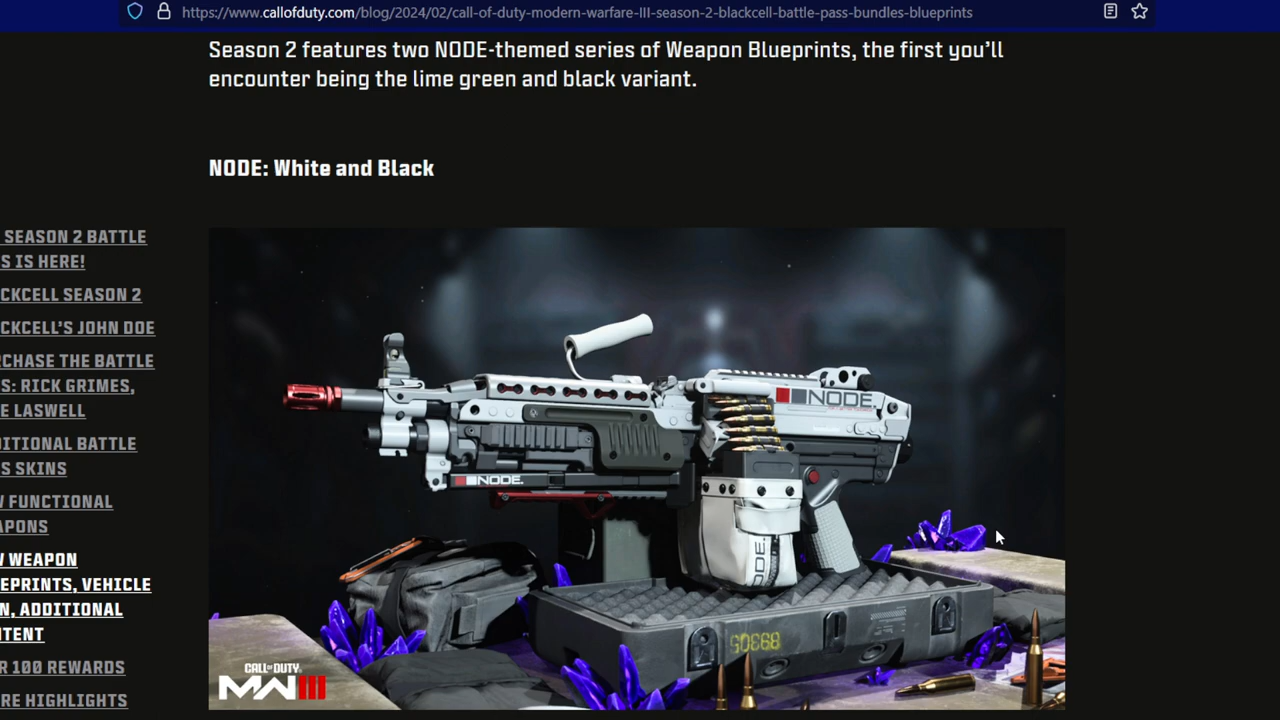 https://www.callofduty.com/blog/2024/02/call-of-duty-modern-warfare-III-season-2-blackcell-battle-pass-bundles-blueprints
Season 2 features two NODE-themed series of Weapon Blueprints, the first you'll
encounter being the lime green and black variant.
NODE: White and Black
SEASON 2 BATTLE
S IS HERE!
CKCELL SEASON 2
CKCELL'S JOHN DOE
RCHASE THE BATTLE
S: RICK GRIMES,
E LASWELL
DITIONAL BATTLE
S SKINS
W FUNCTIONAL
APONS
W WEAPON
EPRINTS, VEHICLE
N, ADDITIONAL
NTENT
R 100 REWARDS
RE HIGHLIGHTS
NODE.
NODE.
NODE.
CALL OF DUTY
MWIII